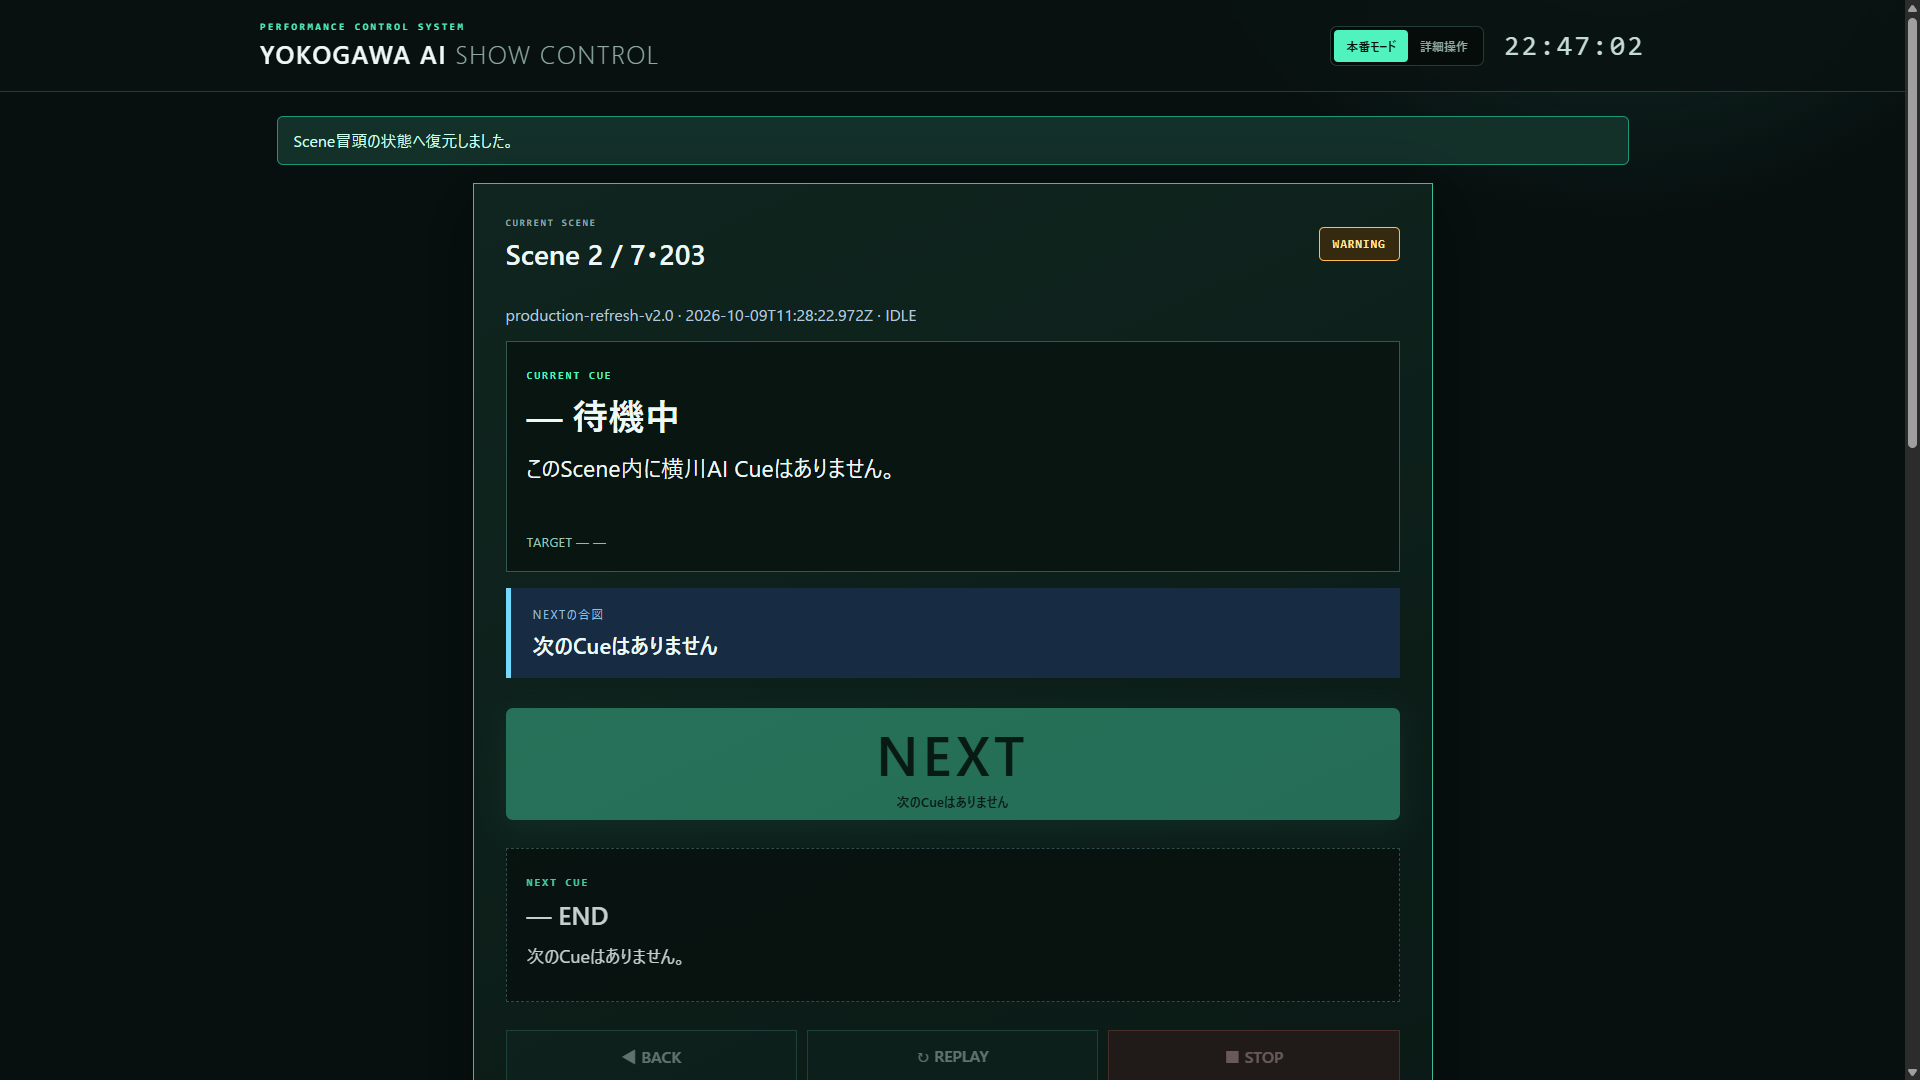 PERFORMANCE CONTROL SYSTEM
YOKOGAWA AI SHOW CONTROL
本番モード 詳細操作 22:47:02
Scene冒頭の状態へ復元しました。
CURRENT SCENE
Scene 2 / 7・203
WARNING
production-refresh-v2.0 · 2026-10-09T11:28:22.972Z · IDLE
CURRENT CUE
— 待機中
このScene内に横川AI Cueはありません。
TARGET — —
NEXTの合図
次のCueはありません
NEXT
次のCueはありません
NEXT CUE
— END
次のCueはありません。
◀ BACK ↻ REPLAY ■ STOP